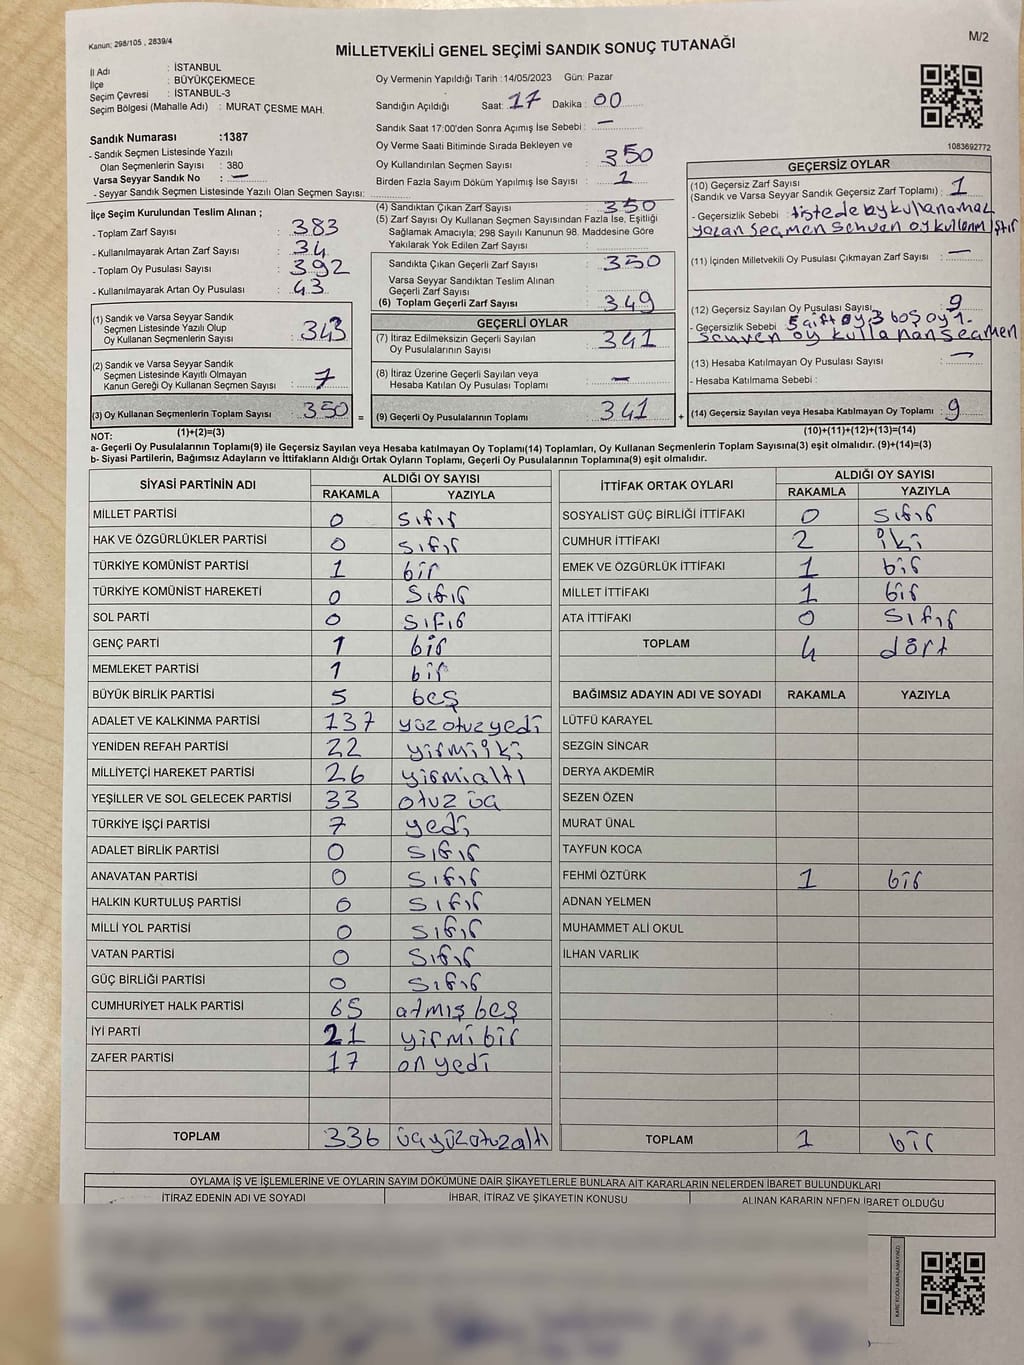 Kanun; 298/105 , 2839/4
MİLLETVEKİLİ GENEL SEÇİMİ SANDIK SONUÇ TUTANAĞI
M/2
İl Adı : İSTANBUL
İlçe : BÜYÜKÇEKMECE
Seçim Çevresi : İSTANBUL-3
Seçim Bölgesi (Mahalle Adı) : MURAT ÇESME MAH.
Sandık Numarası :1387
- Sandık Seçmen Listesinde Yazılı
Olan Seçmenlerin Sayısı : 380
Varsa Seyyar Sandık No : —
- Seyyar Sandık Seçmen Listesinde Yazılı Olan Seçmen Sayısı:
Oy Vermenin Yapıldığı Tarih :14/05/2023 Gün: Pazar
Sandığın Açıldığı Saat: 17 Dakika : 00
Sandık Saat 17:00'den Sonra Açımış İse Sebebi : —
Oy Verme Saati Bitiminde Sırada Bekleyen ve
Oy Kullandırılan Seçmen Sayısı : 350
Birden Fazla Sayım Döküm Yapılmış İse Sayısı : 1
1083692772
İlçe Seçim Kurulundan Teslim Alınan ;
- Toplam Zarf Sayısı : 383
- Kullanılmayarak Artan Zarf Sayısı : 34
- Toplam Oy Pusulası Sayısı : 392
- Kullanılmayarak Artan Oy Pusulası : 43
(1) Sandık ve Varsa Seyyar Sandık
Seçmen Listesinde Yazılı Olup
Oy Kullanan Seçmenlerin Sayısı : 343
(2) Sandık ve Varsa Seyyar Sandık
Seçmen Listesinde Kayıtlı Olmayan
Kanun Gereği Oy Kullanan Seçmen Sayısı : 7
(3) Oy Kullanan Seçmenlerin Toplam Sayısı : 350 =
(1)+(2)=(3)
(4) Sandıktan Çıkan Zarf Sayısı : 350
(5) Zarf Sayısı Oy Kullanan Seçmen Sayısından Fazla İse, Eşitliği
Sağlamak Amacıyla; 298 Sayılı Kanunun 98. Maddesine Göre
Yakılarak Yok Edilen Zarf Sayısı :
Sandıkta Çıkan Geçerli Zarf Sayısı : 350
Varsa Seyyar Sandıktan Teslim Alınan
Geçerli Zarf Sayısı :
(6) Toplam Geçerli Zarf Sayısı : 349
GEÇERLİ OYLAR
(7) İtiraz Edilmeksizin Geçerli Sayılan
Oy Pusulalarının Sayısı : 341
(8) İtiraz Üzerine Geçerli Sayılan veya
Hesaba Katılan Oy Pusulası Toplamı : —
(9) Geçerli Oy Pusulalarının Toplamı : 341 +
GEÇERSİZ OYLAR
(10) Geçersiz Zarf Sayısı
(Sandık ve Varsa Seyyar Sandık Geçersiz Zarf Toplamı) : 1
- Geçersizlik Sebebi : listede oy kullanamaz
yazan seçmen sehven oy kullanmıştır
(11) İçinden Milletvekili Oy Pusulası Çıkmayan Zarf Sayısı : —
(12) Geçersiz Sayılan Oy Pusulası Sayısı : 9
- Geçersizlik Sebebi : 5 çift oy, 3 boş oy 1-
sehven oy kullanan seçmen
(13) Hesaba Katılmayan Oy Pusulası Sayısı : —
- Hesaba Katılmama Sebebi :
(14) Geçersiz Sayılan veya Hesaba Katılmayan Oy Toplamı : 9
(10)+(11)+(12)+(13)=(14)
NOT:
a- Geçerli Oy Pusulalarının Toplamı(9) ile Geçersiz Sayılan veya Hesaba katılmayan Oy Toplamı(14) Toplamları, Oy Kullanan Seçmenlerin Toplam Sayısına(3) eşit olmalıdır. (9)+(14)=(3)
b- Siyasi Partilerin, Bağımsız Adayların ve İttifakların Aldığı Ortak Oyların Toplamı, Geçerli Oy Pusulalarının Toplamına(9) eşit olmalıdır.
SİYASİ PARTİNİN ADI ALDIĞI OY SAYISI
RAKAMLA YAZIYLA
MİLLET PARTİSİ 0 sıfır
HAK VE ÖZGÜRLÜKLER PARTİSİ 0 sıfır
TÜRKİYE KOMÜNİST PARTİSİ 1 bir
TÜRKİYE KOMÜNİST HAREKETİ 0 sıfır
SOL PARTİ 0 sıfır
GENÇ PARTİ 1 bir
MEMLEKET PARTİSİ 1 bir
BÜYÜK BİRLİK PARTİSİ 5 beş
ADALET VE KALKINMA PARTİSİ 137 yüz otuz yedi
YENİDEN REFAH PARTİSİ 22 yirmi iki
MİLLİYETÇİ HAREKET PARTİSİ 26 yirmi altı
YEŞİLLER VE SOL GELECEK PARTİSİ 33 otuz üç
TÜRKİYE İŞÇİ PARTİSİ 7 yedi
ADALET BİRLİK PARTİSİ 0 sıfır
ANAVATAN PARTİSİ 0 sıfır
HALKIN KURTULUŞ PARTİSİ 0 sıfır
MİLLİ YOL PARTİSİ 0 sıfır
VATAN PARTİSİ 0 sıfır
GÜÇ BİRLİĞİ PARTİSİ 0 sıfır
CUMHURİYET HALK PARTİSİ 65 atmış beş
İYİ PARTİ 21 yirmi bir
ZAFER PARTİSİ 17 on yedi
TOPLAM 336 üçyüzotuzaltı
İTTİFAK ORTAK OYLARI ALDIĞI OY SAYISI
RAKAMLA YAZIYLA
SOSYALİST GÜÇ BİRLİĞİ İTTİFAKI 0 sıfır
CUMHUR İTTİFAKI 2 iki
EMEK VE ÖZGÜRLÜK İTTİFAKI 1 bir
MİLLET İTTİFAKI 1 bir
ATA İTTİFAKI 0 sıfır
TOPLAM 4 dört
BAĞIMSIZ ADAYIN ADI VE SOYADI RAKAMLA YAZIYLA
LÜTFÜ KARAYEL
SEZGİN SİNCAR
DERYA AKDEMİR
SEZEN ÖZEN
MURAT ÜNAL
TAYFUN KOCA
FEHMİ ÖZTÜRK 1 bir
ADNAN YELMEN
MUHAMMET ALİ OKUL
İLHAN VARLIK
TOPLAM 1 bir
OYLAMA İŞ VE İŞLEMLERİNE VE OYLARIN SAYIM DÖKÜMÜNE DAİR ŞİKAYETLERLE BUNLARA AİT KARARLARIN NELERDEN İBARET BULUNDUKLARI
İTİRAZ EDENİN ADI VE SOYADI İHBAR, İTİRAZ VE ŞİKAYETİN KONUSU ALINAN KARARIN NEDEN İBARET OLDUĞU